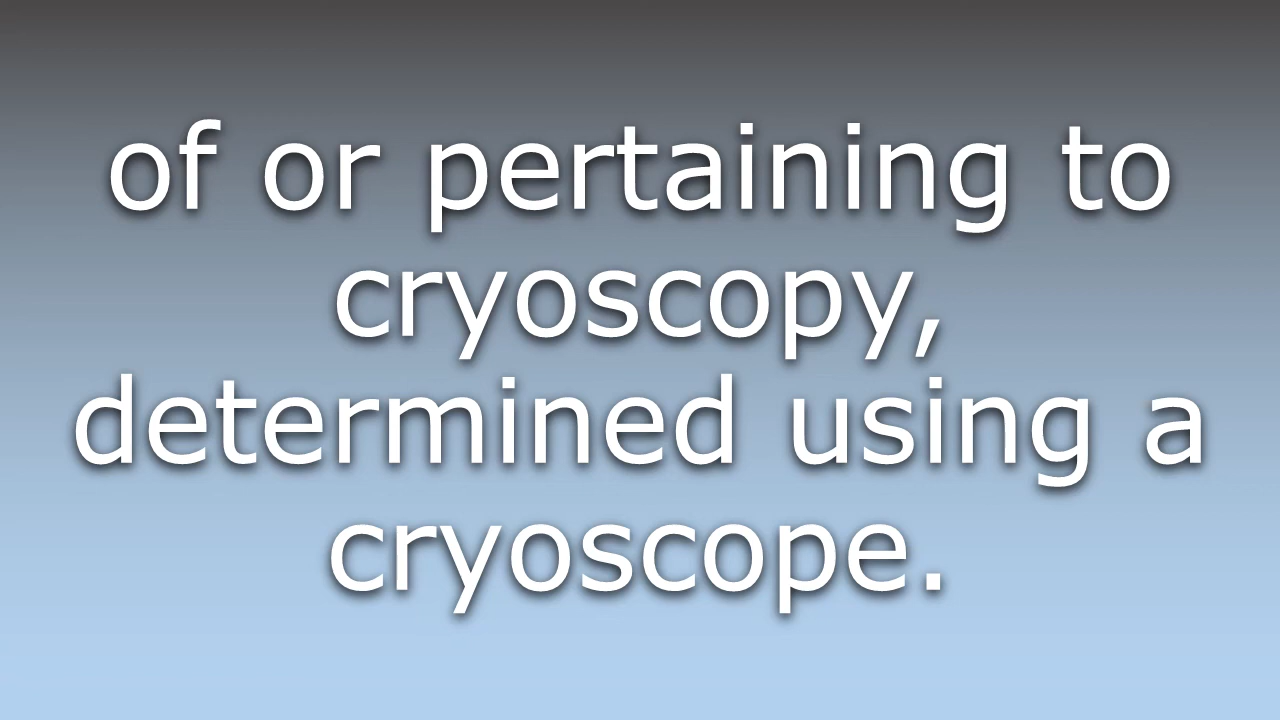 of or pertaining to
cryoscopy,
determined using a
cryoscope.